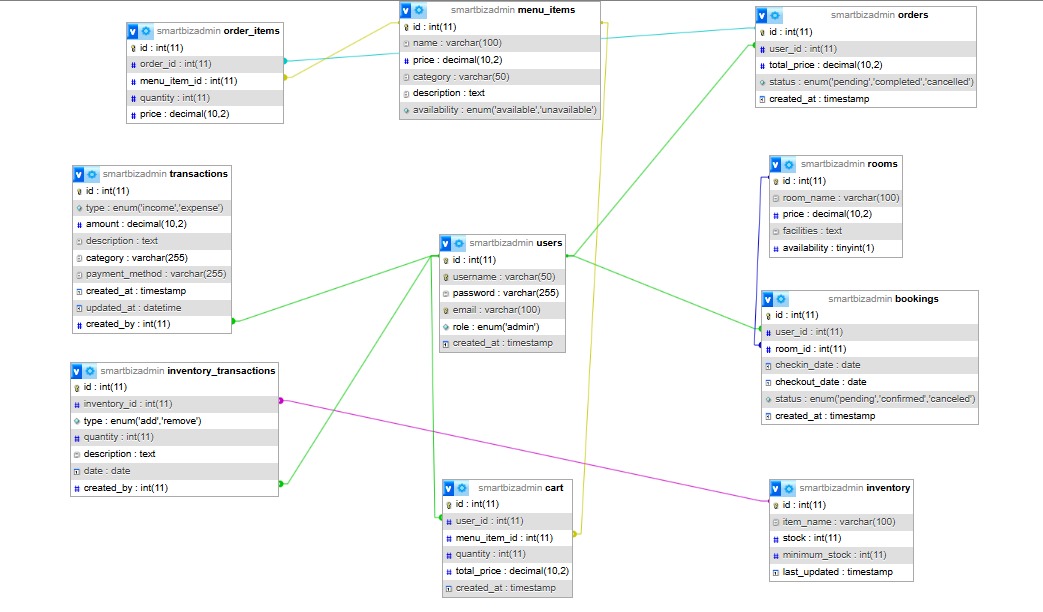 smartbizadmin order_items
id : int(11)
order_id : int(11)
menu_item_id : int(11)
quantity : int(11)
price : decimal(10,2)
smartbizadmin menu_items
id : int(11)
name : varchar(100)
price : decimal(10,2)
category : varchar(50)
description : text
availability : enum('available','unavailable')
smartbizadmin orders
id : int(11)
user_id : int(11)
total_price : decimal(10,2)
status : enum('pending','completed','cancelled')
created_at : timestamp
smartbizadmin transactions
id : int(11)
type : enum('income','expense')
amount : decimal(10,2)
description : text
category : varchar(255)
payment_method : varchar(255)
created_at : timestamp
updated_at : datetime
created_by : int(11)
smartbizadmin users
id : int(11)
username : varchar(50)
password : varchar(255)
email : varchar(100)
role : enum('admin')
created_at : timestamp
smartbizadmin rooms
id : int(11)
room_name : varchar(100)
price : decimal(10,2)
facilities : text
availability : tinyint(1)
smartbizadmin bookings
id : int(11)
user_id : int(11)
room_id : int(11)
checkin_date : date
checkout_date : date
status : enum('pending','confirmed','canceled')
created_at : timestamp
smartbizadmin inventory_transactions
id : int(11)
inventory_id : int(11)
type : enum('add','remove')
quantity : int(11)
description : text
date : date
created_by : int(11)
smartbizadmin cart
id : int(11)
user_id : int(11)
menu_item_id : int(11)
quantity : int(11)
total_price : decimal(10,2)
created_at : timestamp
smartbizadmin inventory
id : int(11)
item_name : varchar(100)
stock : int(11)
minimum_stock : int(11)
last_updated : timestamp